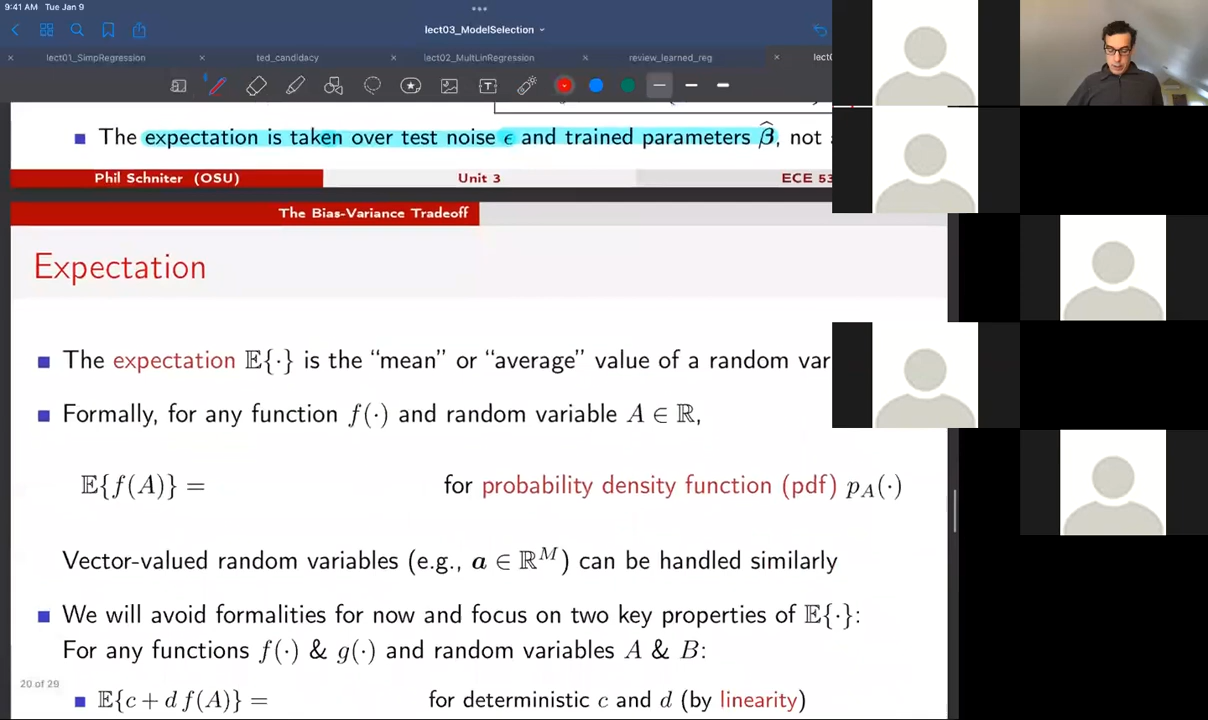 9:41 AM Tue Jan 9
lect03_ModelSelection
lect01_SimpRegression
ted_candidacy
lect02_MultLinRegression
review_learned_reg
lect0
The expectation is taken over test noise ϵ and trained parameters β̂, not
Phil Schniter (OSU) Unit 3 ECE 53
The Bias-Variance Tradeoff
Expectation
The expectation 𝔼{·} is the “mean” or “average” value of a random var
Formally, for any function f(·) and random variable A ∈ ℝ,
𝔼{f(A)} = for probability density function (pdf) p_A(·)
Vector-valued random variables (e.g., a ∈ ℝ^M) can be handled similarly
We will avoid formalities for now and focus on two key properties of 𝔼{·}:
For any functions f(·) & g(·) and random variables A & B:
20 of 29
𝔼{c + d f(A)} = for deterministic c and d (by linearity)